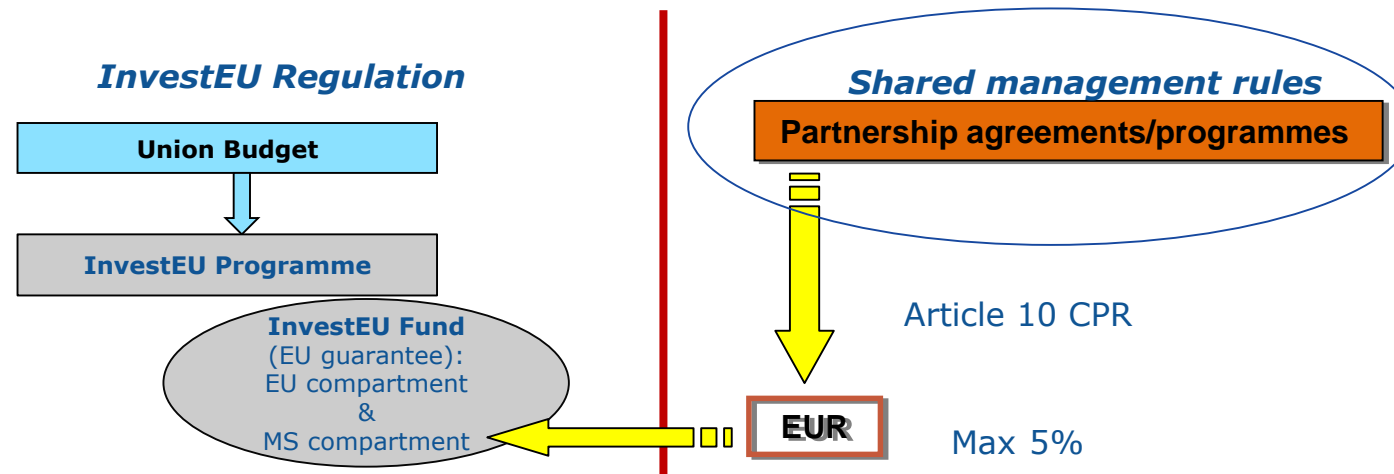 InvestEU Regulation
Union Budget
InvestEU Programme
InvestEU Fund
(EU guarantee):
EU compartment
&
MS compartment
Shared management rules
Partnership agreements/programmes
Article 10 CPR
EUR
Max 5%